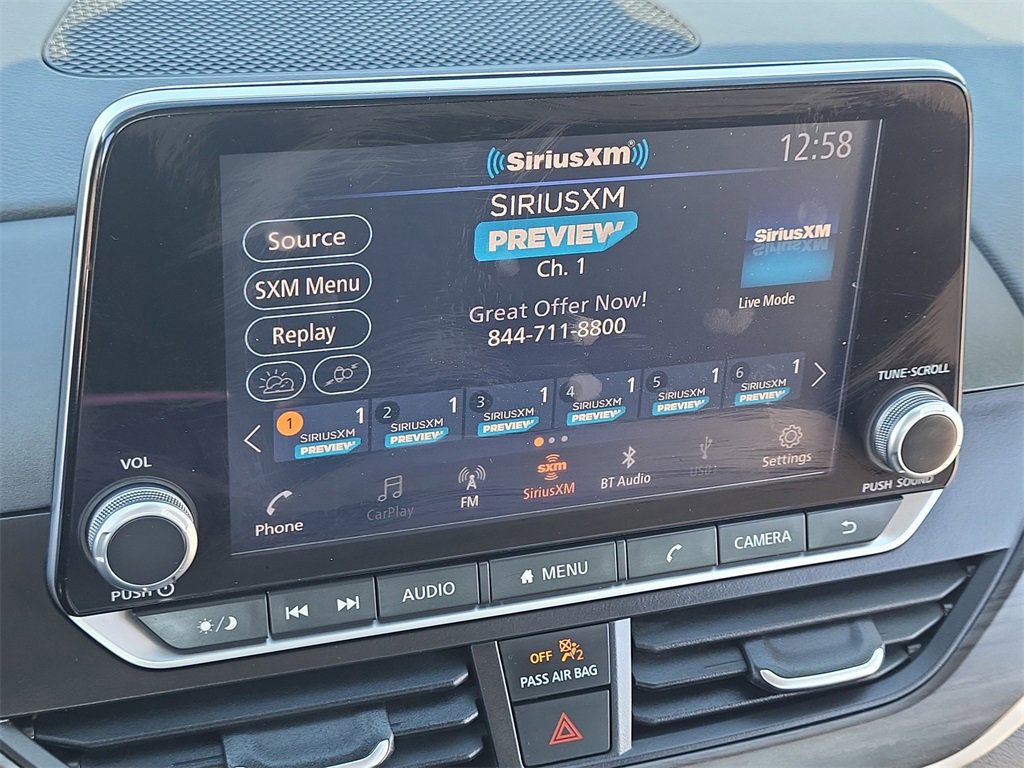 SiriusXM
12:58
SIRIUSXM
PREVIEW
Ch. 1
Great Offer Now!
844-711-8800
Source
SXM Menu
Replay
SiriusXM
Live Mode
1 1
SIRIUSXM
PREVIEW
2 1
SIRIUSXM
PREVIEW
3 1
SIRIUSXM
PREVIEW
4 1
SIRIUSXM
PREVIEW
5 1
SIRIUSXM
PREVIEW
6 1
SIRIUSXM
PREVIEW
Phone
CarPlay
FM
sxm
SiriusXM
BT Audio
Settings
VOL
PUSH
TUNE·SCROLL
PUSH SOUND
AUDIO
MENU
CAMERA
OFF 2
PASS AIR BAG